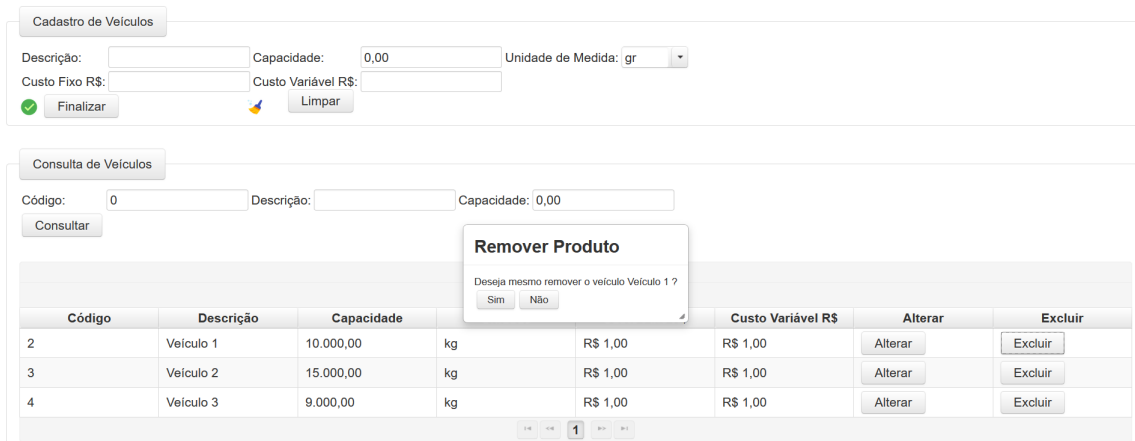 Cadastro de Veículos
Descrição: Capacidade: 0,00 Unidade de Medida: gr
Custo Fixo R$: Custo Variável R$:
Finalizar Limpar
Consulta de Veículos
Código: 0 Descrição: Capacidade: 0,00
Consultar
Remover Produto
Deseja mesmo remover o veículo Veículo 1 ?
Sim Não
Código Descrição Capacidade Custo Variável R$ Alterar Excluir
2 Veículo 1 10.000,00 kg R$ 1,00 R$ 1,00 Alterar Excluir
3 Veículo 2 15.000,00 kg R$ 1,00 R$ 1,00 Alterar Excluir
4 Veículo 3 9.000,00 kg R$ 1,00 R$ 1,00 Alterar Excluir
1